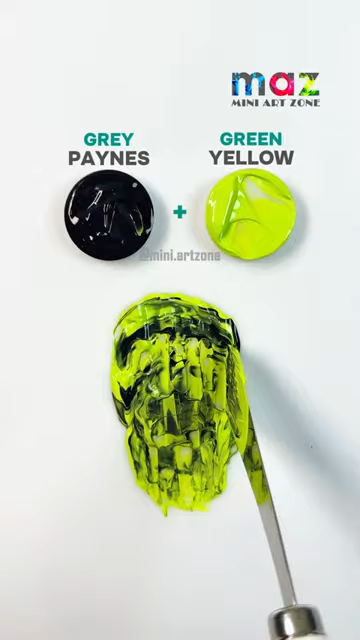 maz
MINI ART ZONE
GREY
PAYNES
GREEN
YELLOW
+
@mini.artzone